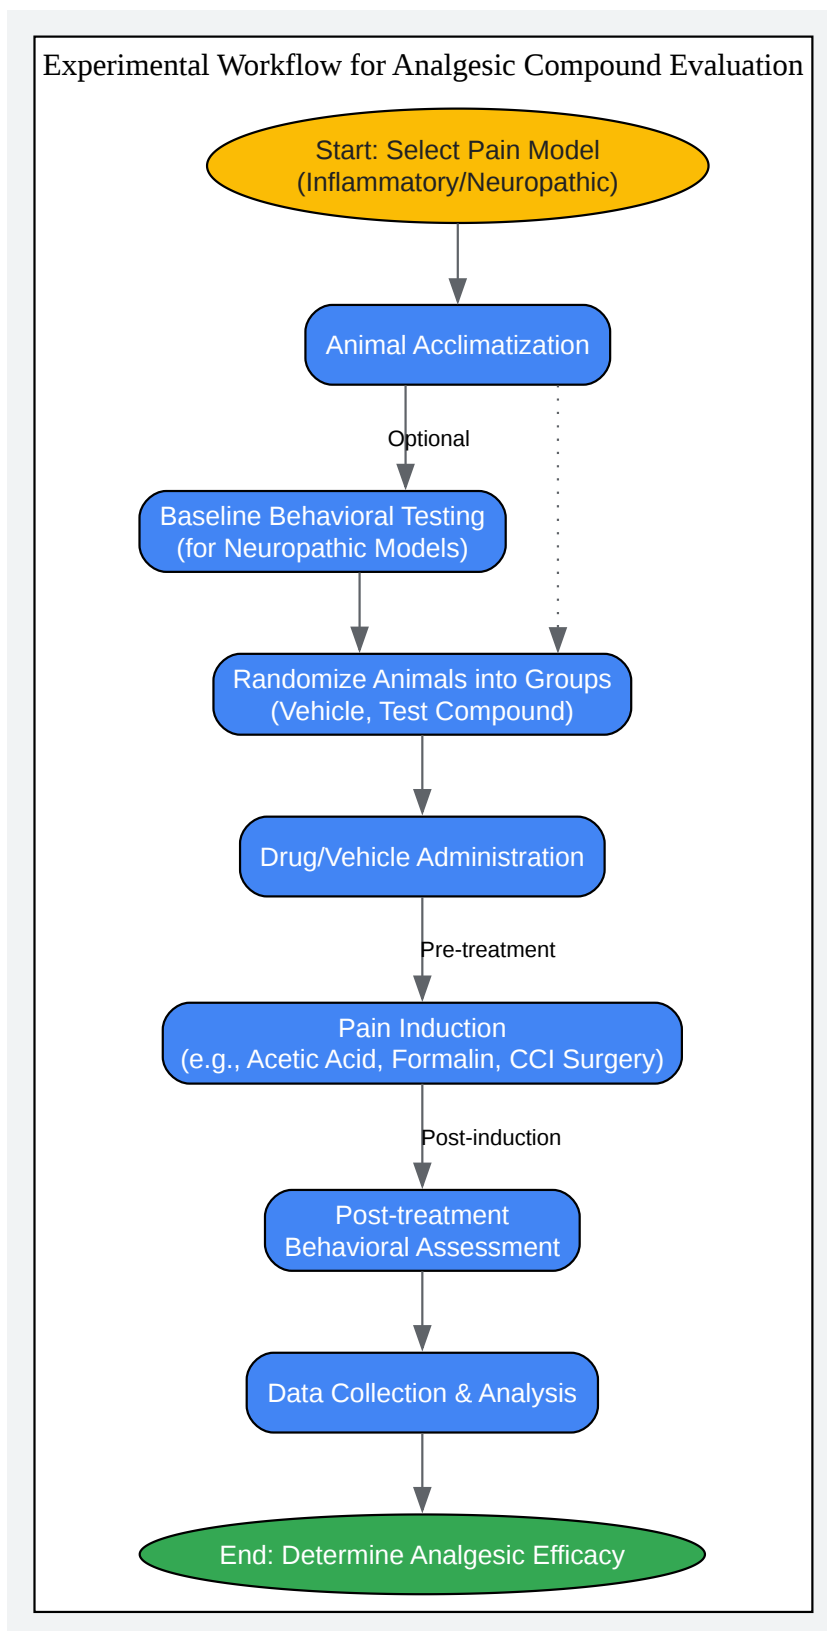 Experimental Workflow for Analgesic Compound Evaluation
Start: Select Pain Model
(Inflammatory/Neuropathic)
Animal Acclimatization
Optional
Baseline Behavioral Testing
(for Neuropathic Models)
Randomize Animals into Groups
(Vehicle, Test Compound)
Drug/Vehicle Administration
Pre-treatment
Pain Induction
(e.g., Acetic Acid, Formalin, CCI Surgery)
Post-induction
Post-treatment
Behavioral Assessment
Data Collection & Analysis
End: Determine Analgesic Efficacy